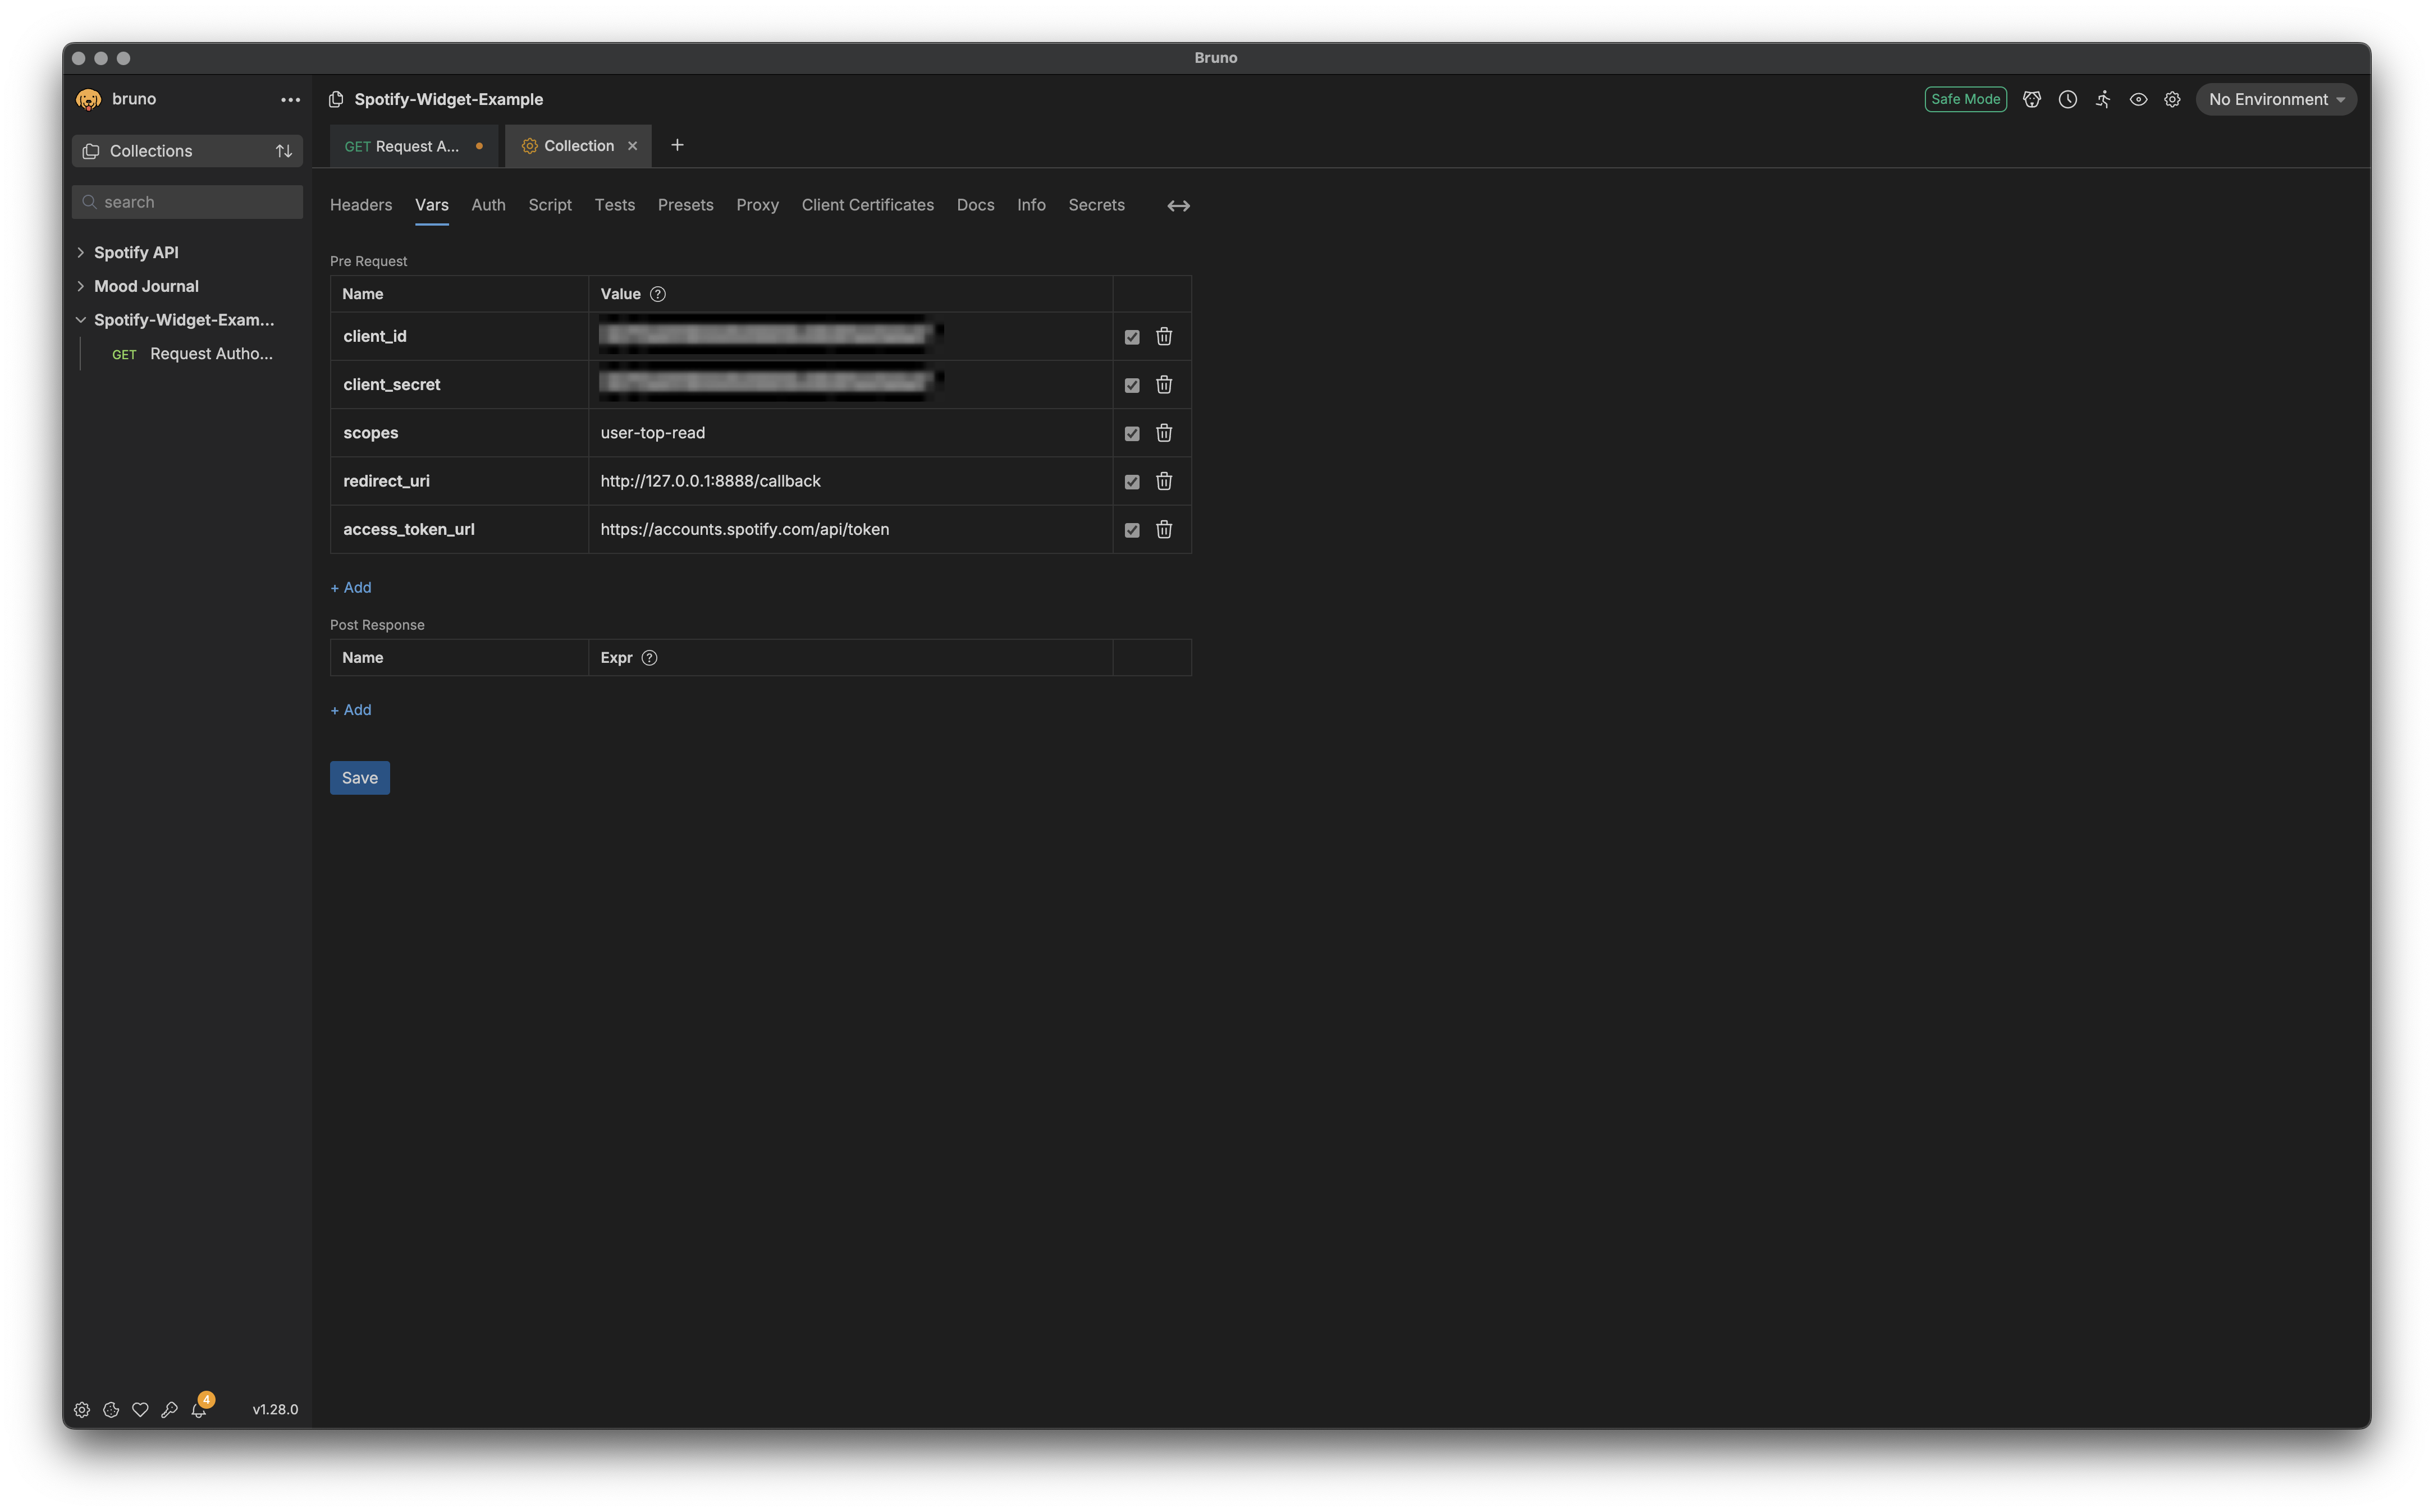 Bruno
bruno
Spotify-Widget-Example
Safe Mode
No Environment
Collections
GET Request A...
Collection
search
Headers Vars Auth Script Tests Presets Proxy Client Certificates Docs Info Secrets
Spotify API
Mood Journal
Spotify-Widget-Exam...
GET Request Autho...
Pre Request
Name Value
client_id
client_secret
scopes user-top-read
redirect_uri http://127.0.0.1:8888/callback
access_token_url https://accounts.spotify.com/api/token
+ Add
Post Response
Name Expr
+ Add
Save
4
v1.28.0